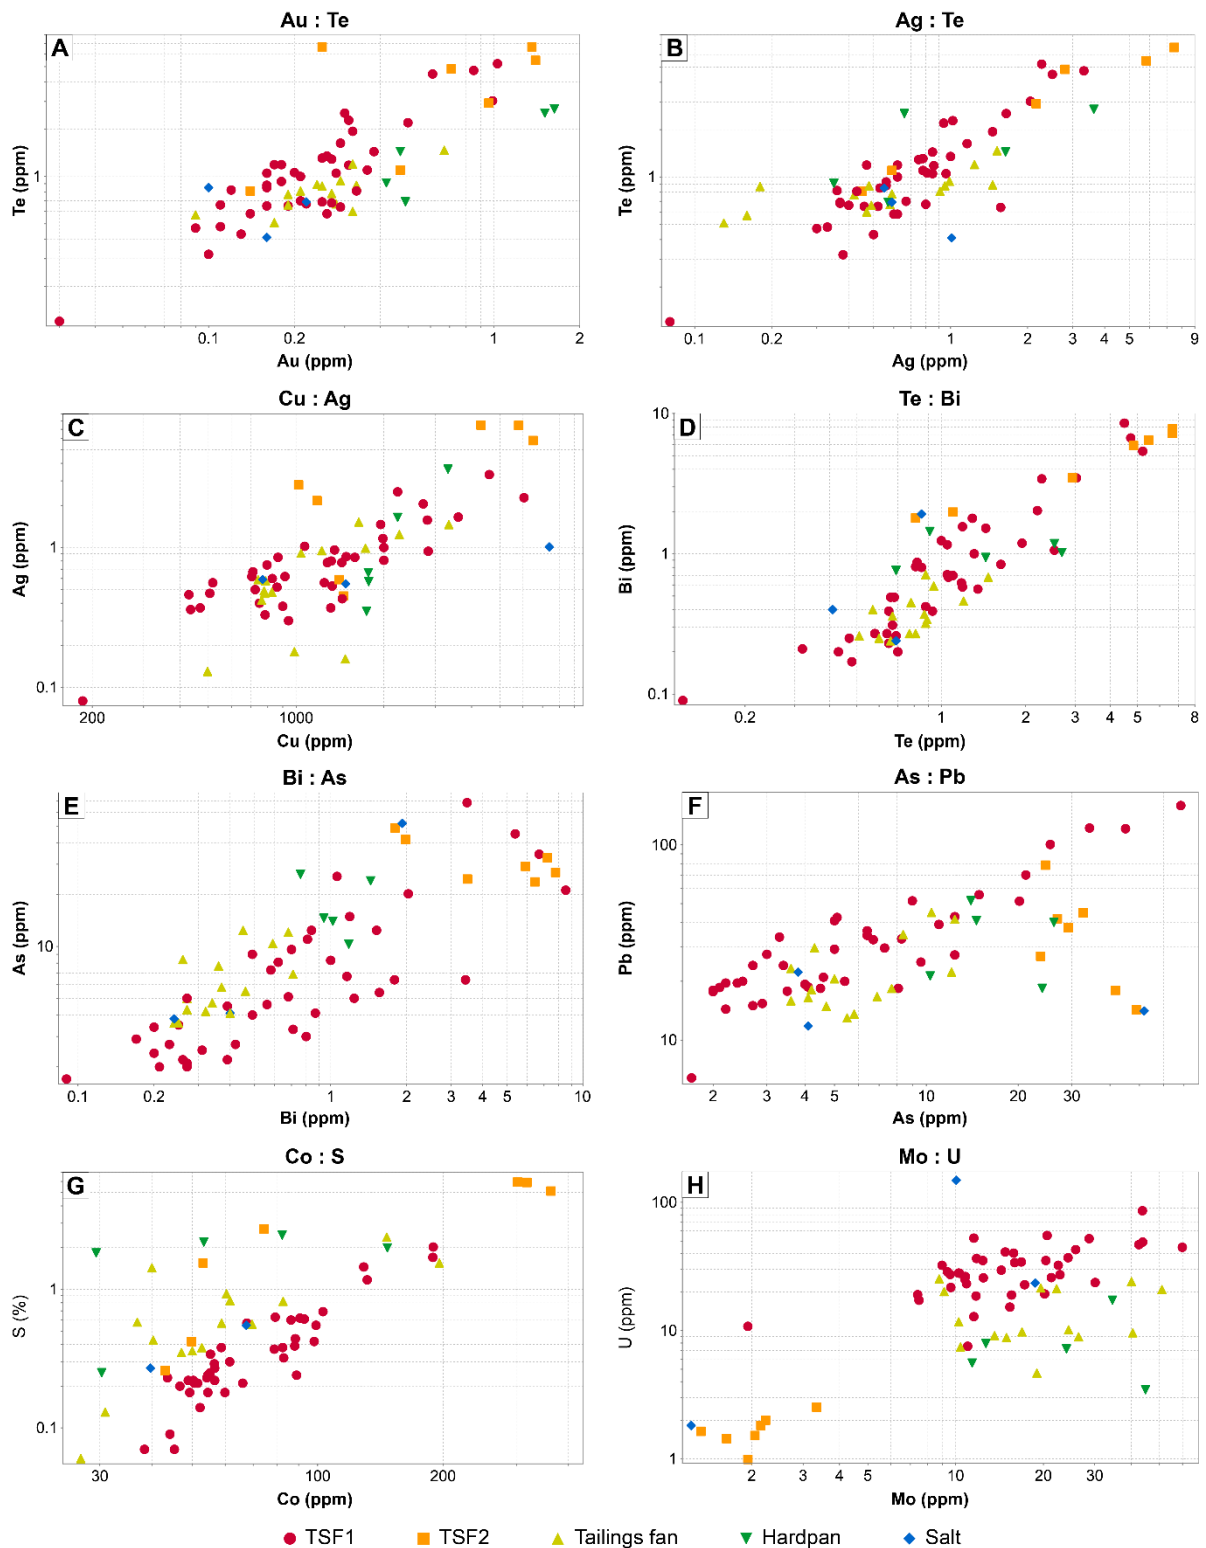 Au : Te
A
1
Te (ppm)
0.1 0.2 1 2
Au (ppm)
Ag : Te
B
1
Te (ppm)
0.1 0.2 1 2 3 4 5 9
Ag (ppm)
Cu : Ag
C
1
0.1
Ag (ppm)
200 1000
Cu (ppm)
Te : Bi
D
10
1
0.1
Bi (ppm)
0.2 1 2 3 4 5 8
Te (ppm)
Bi : As
E
10
As (ppm)
0.1 0.2 1 2 3 4 5 10
Bi (ppm)
As : Pb
F
100
10
Pb (ppm)
2 3 4 5 10 20 30
As (ppm)
Co : S
G
1
0.1
S (%)
30 100 200
Co (ppm)
Mo : U
H
100
10
1
U (ppm)
2 3 4 5 10 20 30
Mo (ppm)
TSF1 TSF2 Tailings fan Hardpan Salt